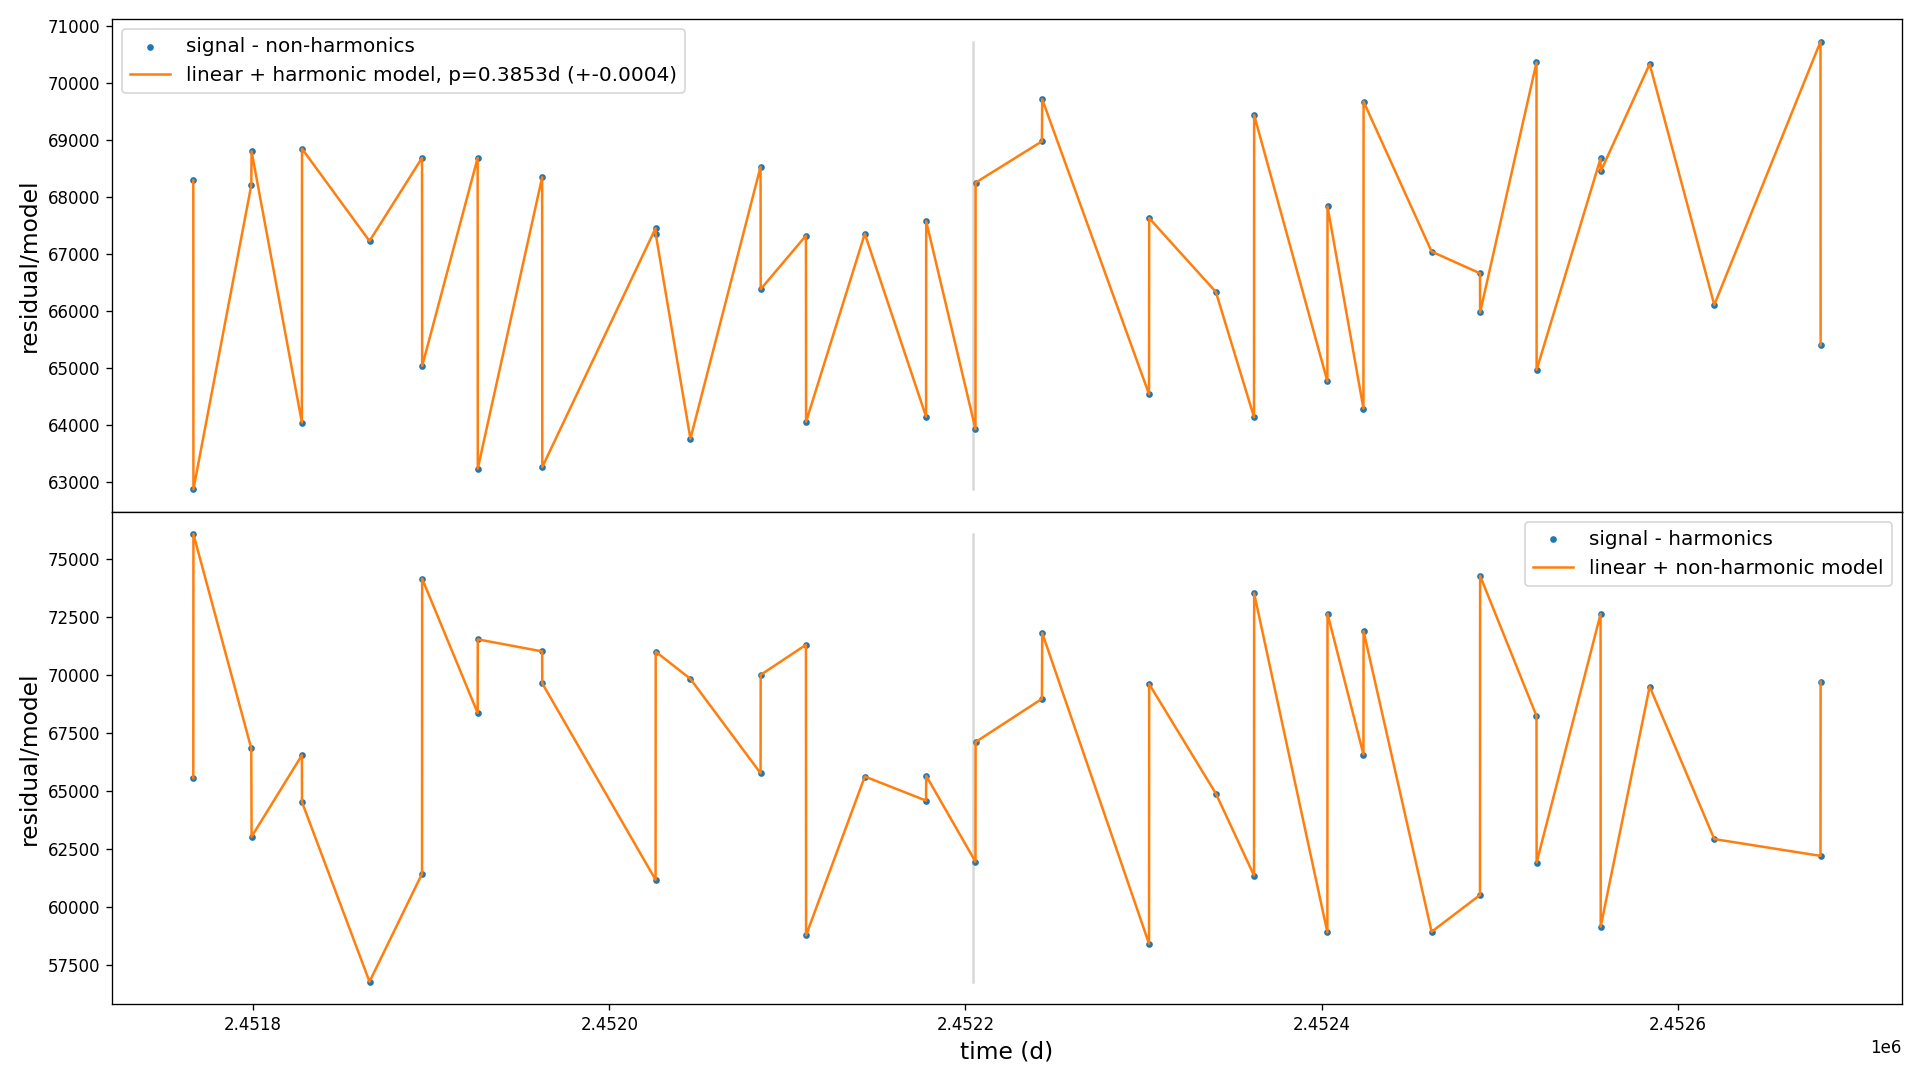 71000
70000
69000
68000
67000
66000
65000
64000
63000
residual/model
signal - non-harmonics
linear + harmonic model, p=0.3853d (+-0.0004)
75000
72500
70000
67500
65000
62500
60000
57500
residual/model
signal - harmonics
linear + non-harmonic model
2.4518 2.4520 2.4522 2.4524 2.4526
time (d)
1e6